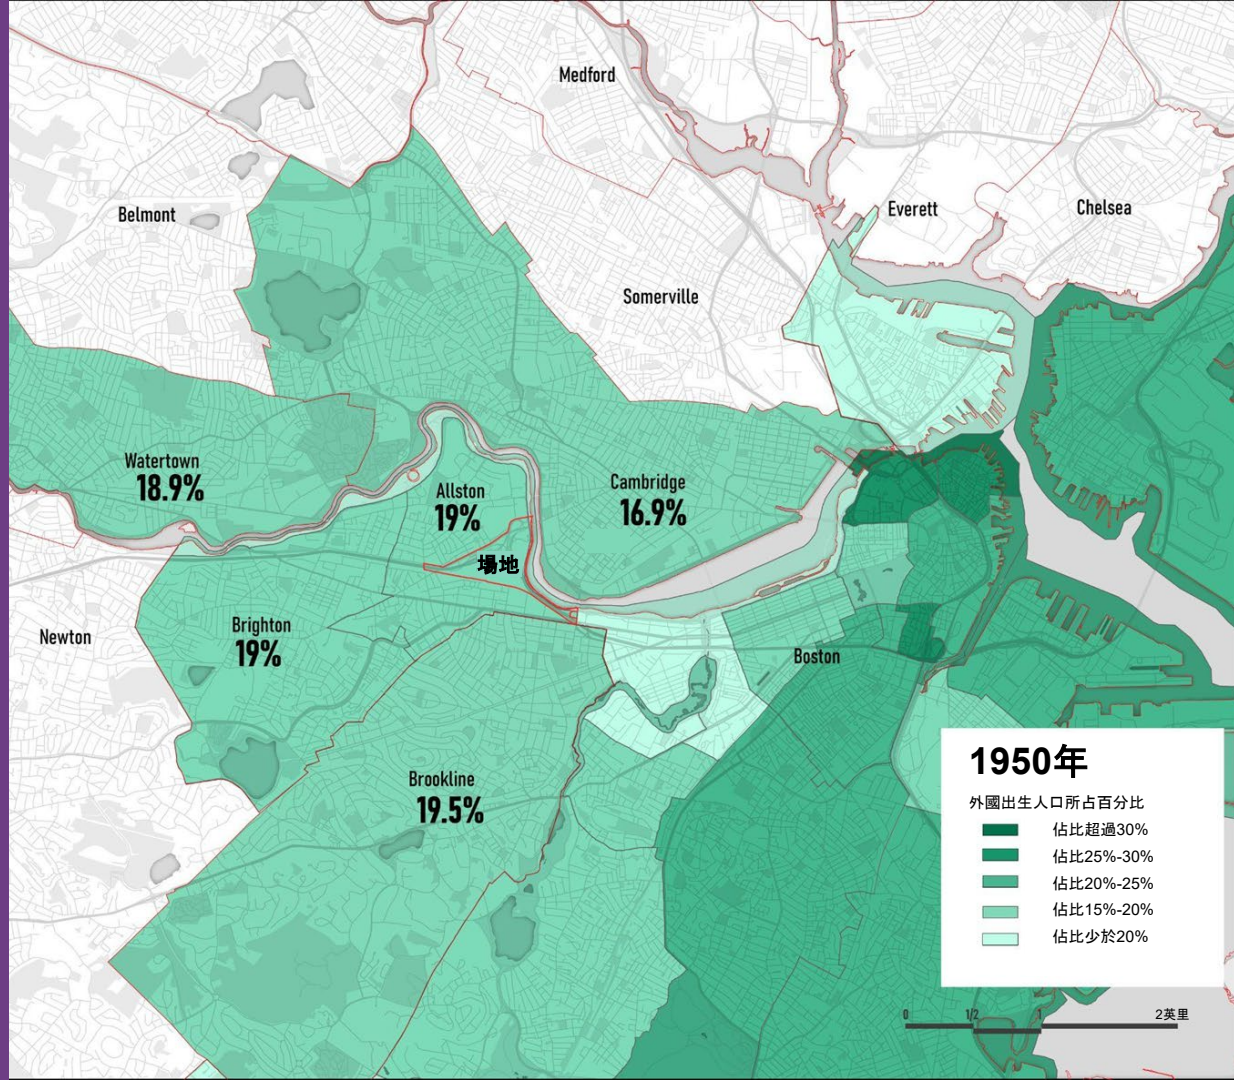 Medford
Belmont
Everett
Chelsea
Somerville
Watertown
18.9%
Allston
19%
Cambridge
16.9%
場地
Newton
Brighton
19%
Boston
Brookline
19.5%
1950年
外國出生人口所占百分比
佔比超過30%
佔比25%-30%
佔比20%-25%
佔比15%-20%
佔比少於20%
0 1/2 1 2英里